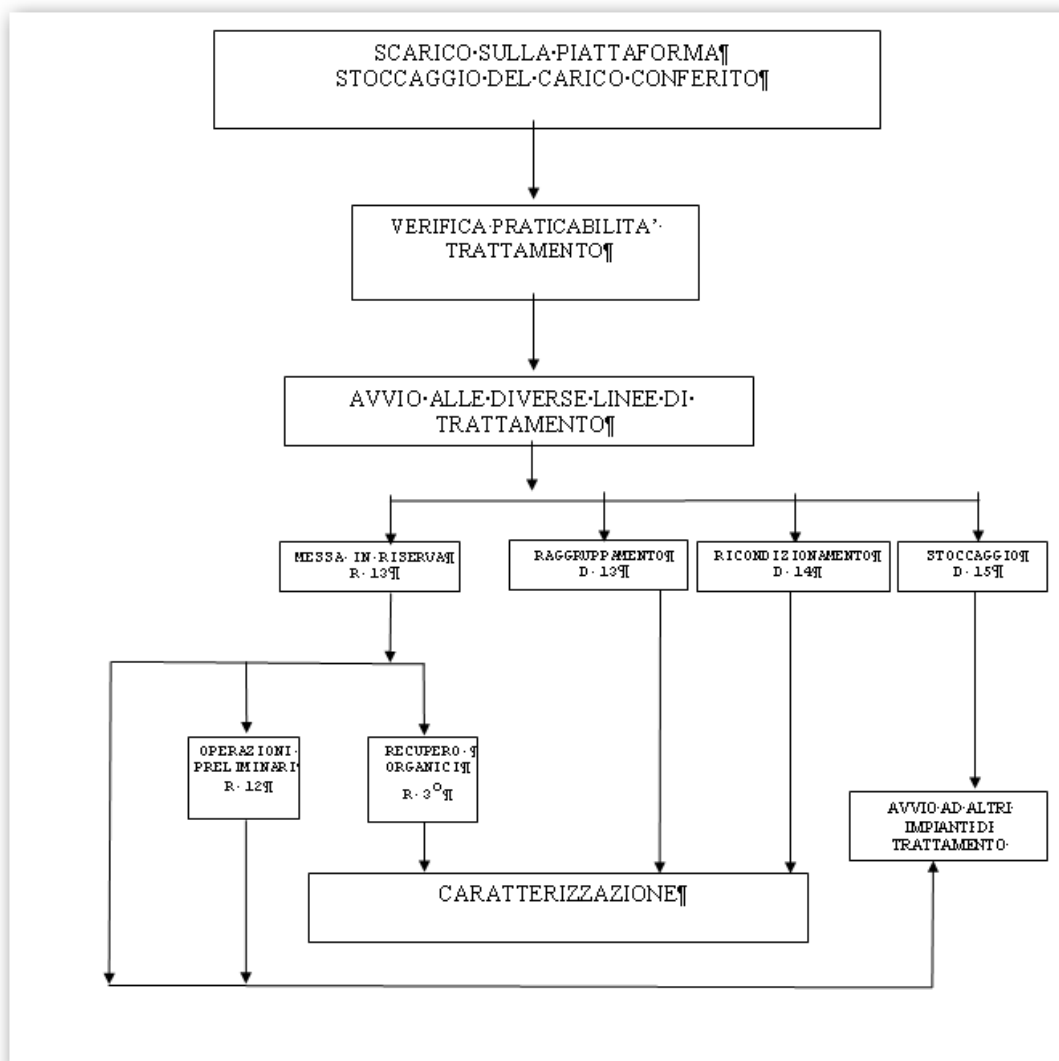 SCARICO·SULLA·PIATTAFORMA¶
STOCCAGGIO·DEL·CARICO·CONFERITO¶
VERIFICA·PRATICABILITA’·
TRATTAMENTO¶
AVVIO·ALLE·DIVERSE·LINEE·DI·
TRATTAMENTO¶
MESSA·IN·RISERVA¶
R·13¶
RAGGRUPPAMENTO¶
D·13¶
RICONDIZIONAMENTO¶
D·14¶
STOCCAGGIO¶
D·15¶
OPERAZIONI·
PRELIMINARI¶
R·12¶
RECUPERO·¶
ORGANICI¶
R·3°¶
AVVIO·AD·ALTRI
IMPIANTI·DI
TRATTAMENTO·
CARATTERIZZAZIONE¶